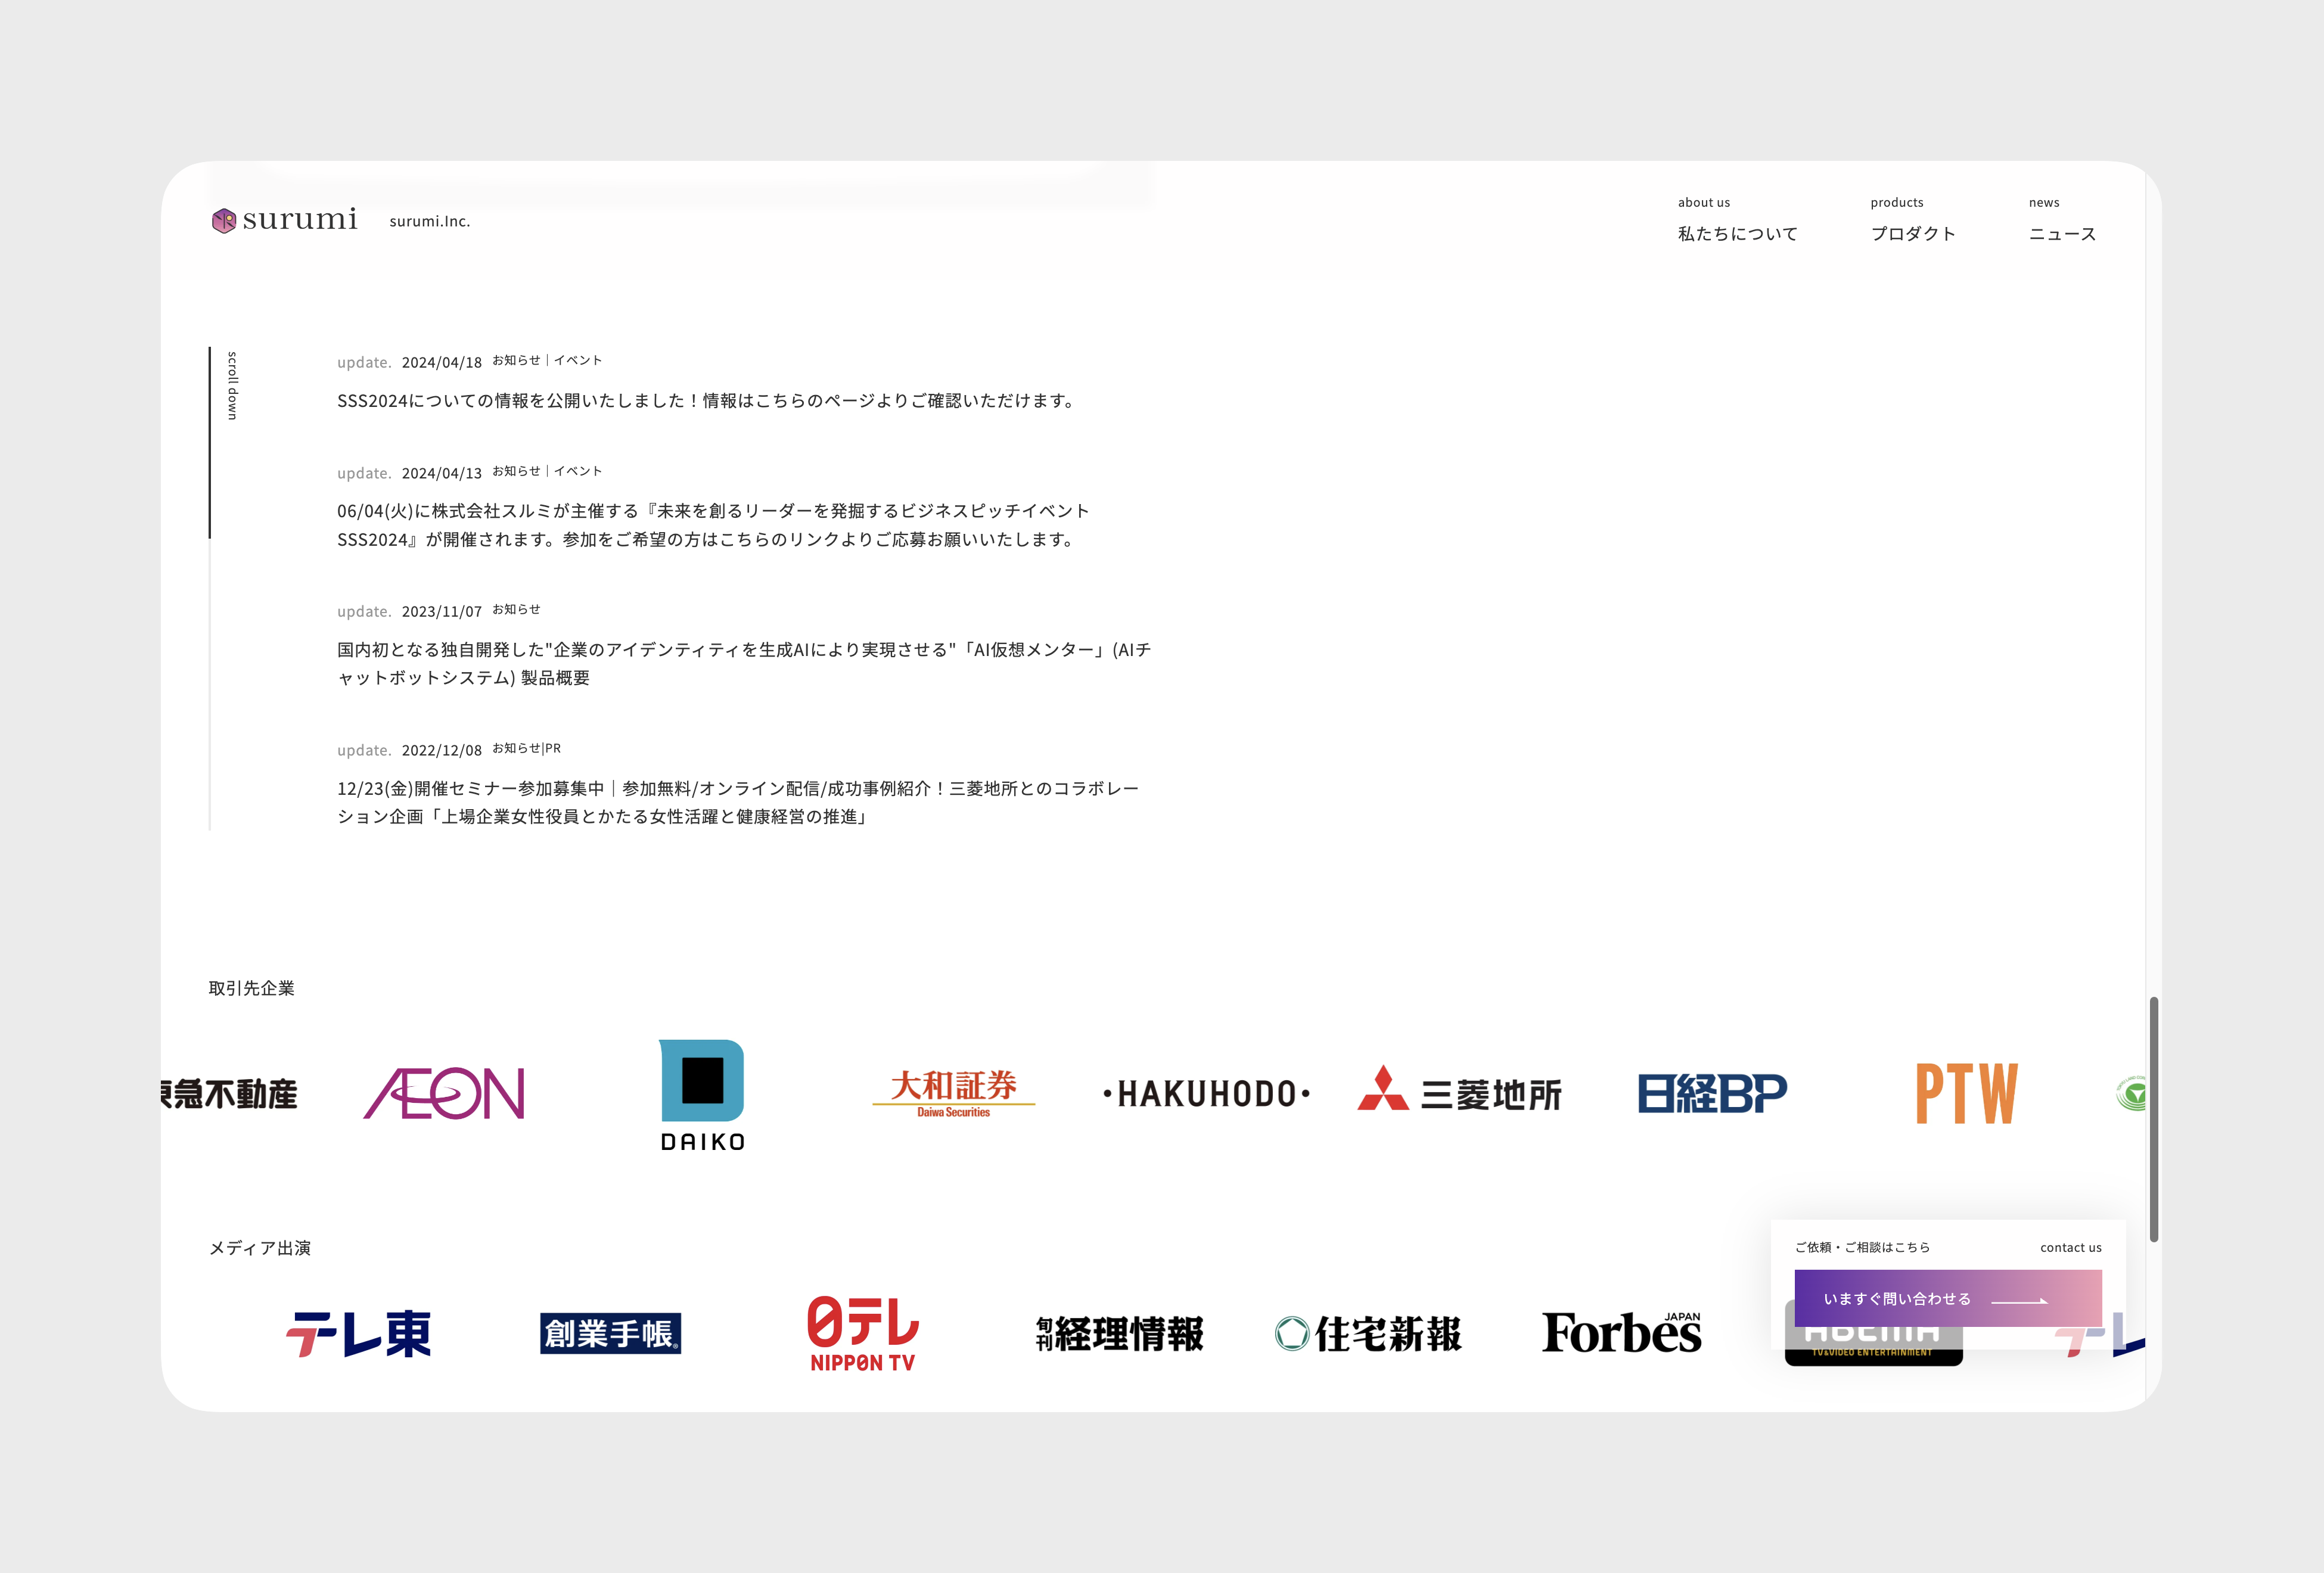 surumi
surumi.Inc.
about us
私たちについて
products
プロダクト
news
ニュース
scroll down
update. 2024/04/18 お知らせ｜イベント
SSS2024についての情報を公開いたしました！情報はこちらのページよりご確認いただけます。
update. 2024/04/13 お知らせ｜イベント
06/04(火)に株式会社スルミが主催する『未来を創るリーダーを発掘するビジネスピッチイベント
SSS2024』が開催されます。参加をご希望の方はこちらのリンクよりご応募お願いいたします。
update. 2023/11/07 お知らせ
国内初となる独自開発した"企業のアイデンティティを生成AIにより実現させる"「AI仮想メンター」(AIチ
ャットボットシステム) 製品概要
update. 2022/12/08 お知らせ|PR
12/23(金)開催セミナー参加募集中｜参加無料/オンライン配信/成功事例紹介！三菱地所とのコラボレー
ション企画「上場企業女性役員とかたる女性活躍と健康経営の推進」
取引先企業
東急不動産
AEON
DAIKO
大和証券
Daiwa Securities
・HAKUHODO・
三菱地所
日経BP
PTW
メディア出演
テレ東
創業手帳®
日テレ
NIPPON TV
旬刊経理情報
住宅新報
Forbes JAPAN
ご依頼・ご相談はこちら
contact us
いますぐ問い合わせる
ABEMA
TV&VIDEO ENTERTAINMENT
テレ